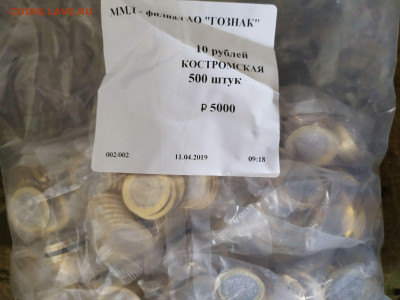 ММД - филиал АО "ГОЗНАК"
10 рублей
КОСТРОМСКАЯ
500 штук
₽ 5000
002/002 11.04.2019 09:18